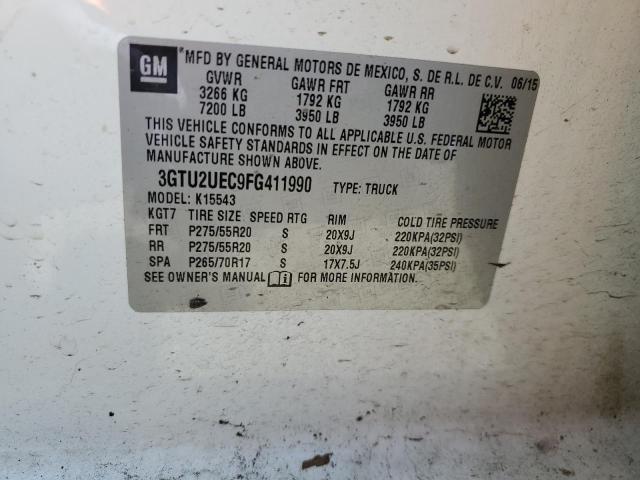 GM
*MFD BY GENERAL MOTORS DE MEXICO, S. DE R.L. DE C.V. 06/15
GVWR GAWR FRT GAWR RR
3266 KG 1792 KG 1792 KG
7200 LB 3950 LB 3950 LB
THIS VEHICLE CONFORMS TO ALL APPLICABLE U.S. FEDERAL MOTOR
VEHICLE SAFETY STANDARDS IN EFFECT ON THE DATE OF
MANUFACTURE SHOWN ABOVE.
3GTU2UEC9FG411990 TYPE: TRUCK
MODEL: K15543
KGT7 TIRE SIZE SPEED RTG RIM COLD TIRE PRESSURE
FRT P275/55R20 S 20X9J 220KPA(32PSI)
RR P275/55R20 S 20X9J 220KPA(32PSI)
SPA P265/70R17 S 17X7.5J 240KPA(35PSI)
SEE OWNER'S MANUAL FOR MORE INFORMATION.